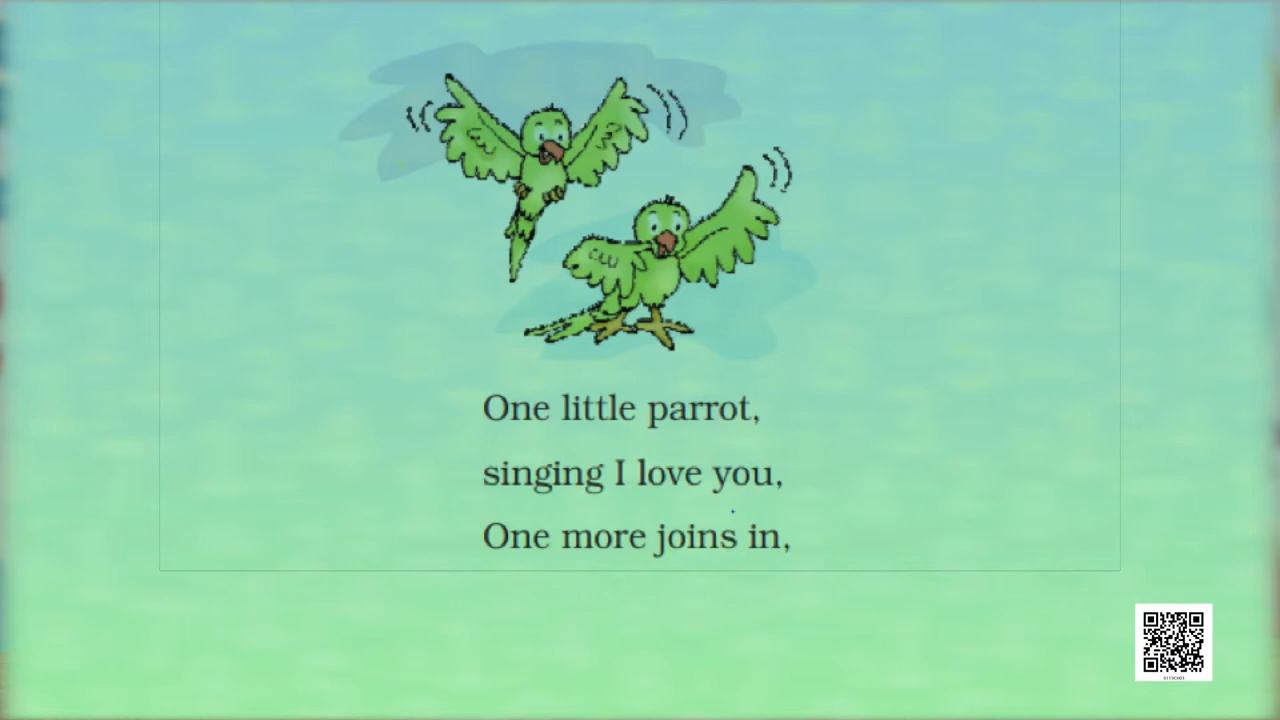 One little parrot,
singing I love you,
One more joins in,